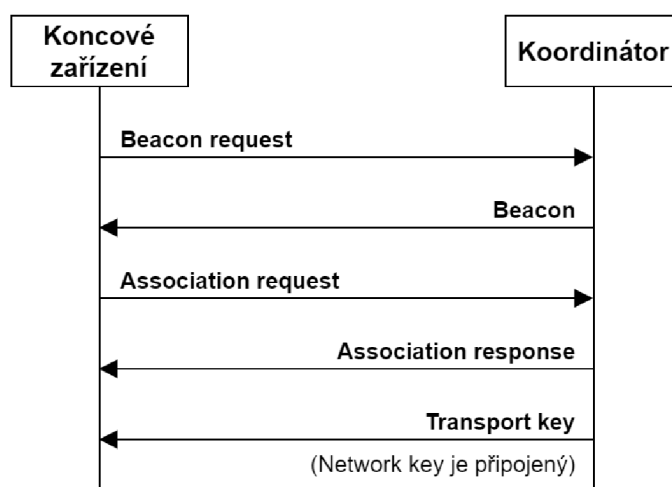 Koncové
zařízení
Koordinátor
Beacon request
Beacon
Association request
Association response
Transport key
(Network key je připojený)